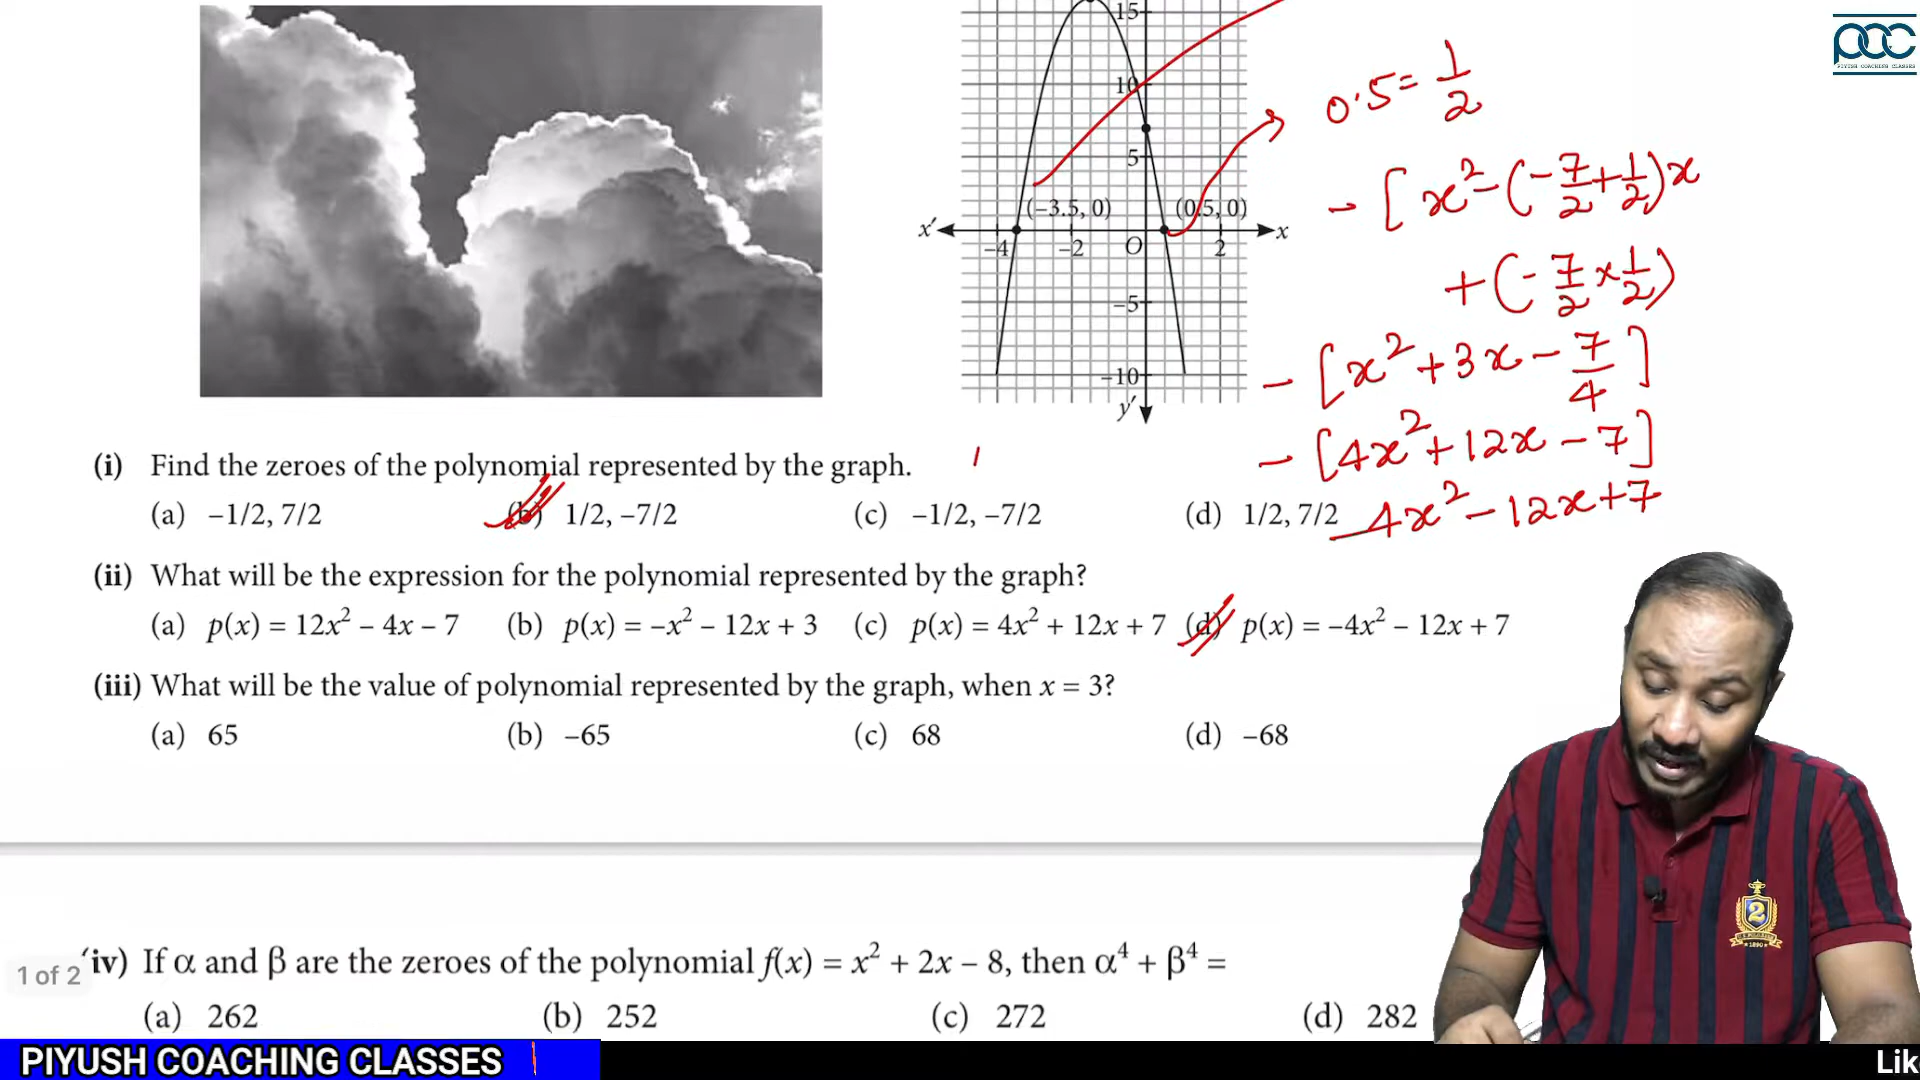 PCC
PIYUSH COACHING CLASSES
15
10
5
(−3.5, 0) (0.5, 0)
x′ −4 −2 O 2 x
−5
−10
y′
0.5 = 1/2
- [x² - (-7/2 + 1/2)x
+ (-7/2 × 1/2)
- [x² + 3x - 7/4]
- [4x² + 12x - 7]
- 4x² - 12x + 7
(i) Find the zeroes of the polynomial represented by the graph.
(a) −1/2, 7/2 (b) 1/2, −7/2 (c) −1/2, −7/2 (d) 1/2, 7/2
(ii) What will be the expression for the polynomial represented by the graph?
(a) p(x) = 12x² − 4x − 7 (b) p(x) = −x² − 12x + 3 (c) p(x) = 4x² + 12x + 7 (d) p(x) = −4x² − 12x + 7
(iii) What will be the value of polynomial represented by the graph, when x = 3?
(a) 65 (b) −65 (c) 68 (d) −68
iv) If α and β are the zeroes of the polynomial f(x) = x² + 2x − 8, then α⁴ + β⁴ =
1 of 2
(a) 262 (b) 252 (c) 272 (d) 282
2
PIYUSH COACHING CLASSES
Lik